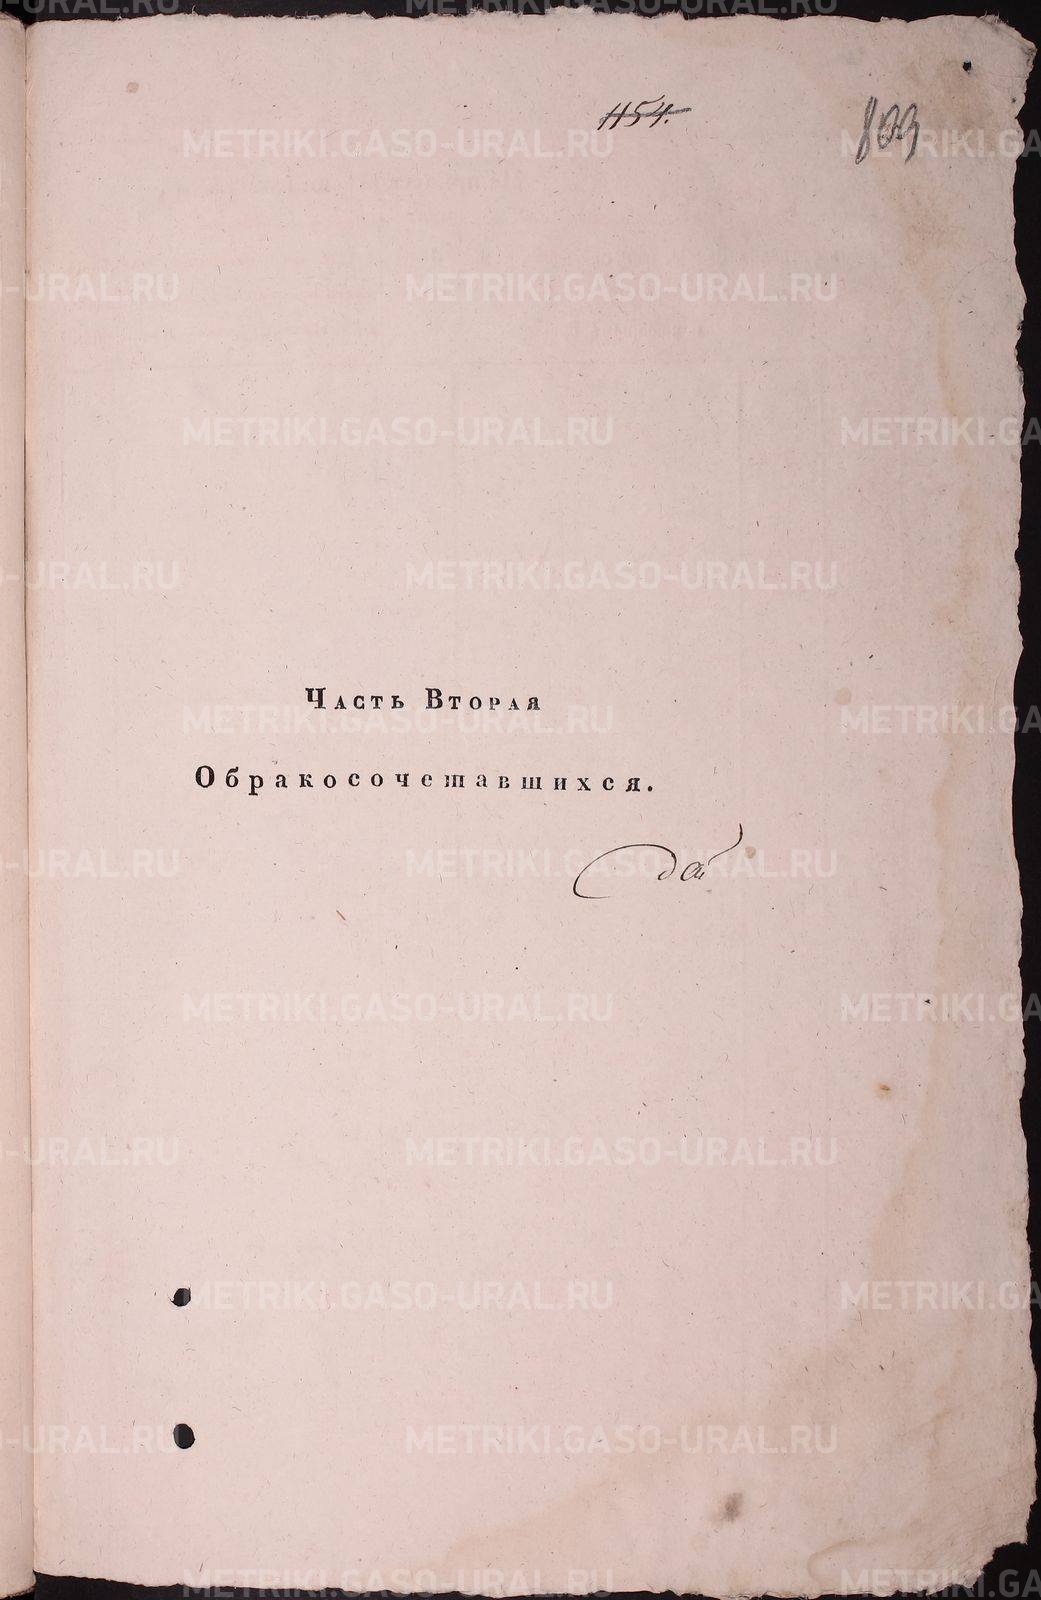 1154.
803
Часть Вторая
Обракосочетавшихся.